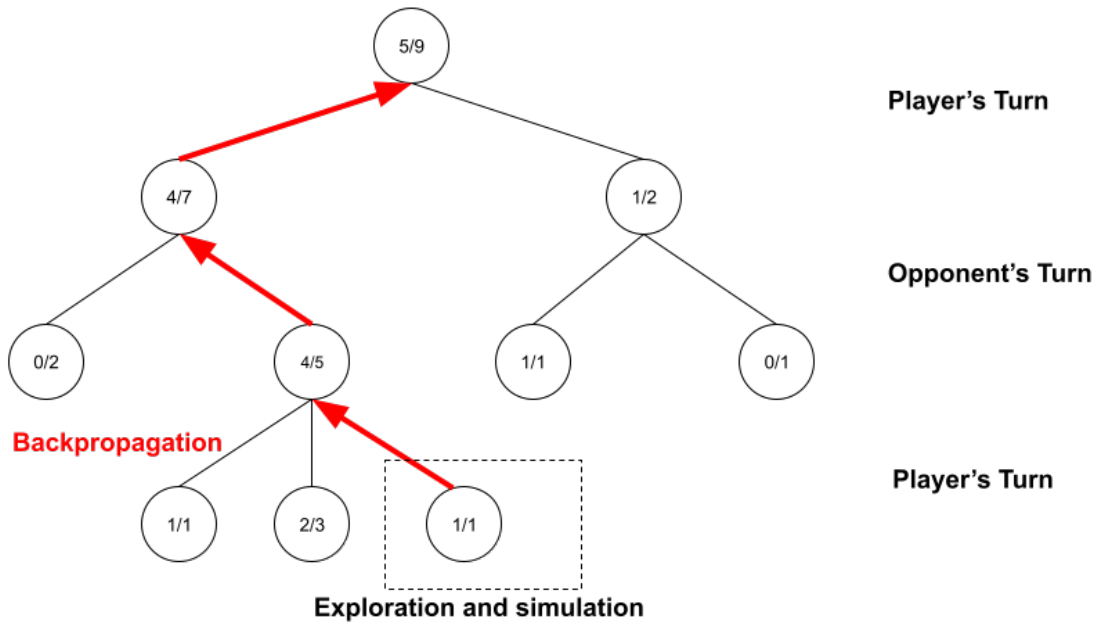 5/9
Player’s Turn
4/7
1/2
Opponent’s Turn
0/2
4/5
1/1
0/1
Backpropagation
Player’s Turn
1/1
2/3
1/1
Exploration and simulation